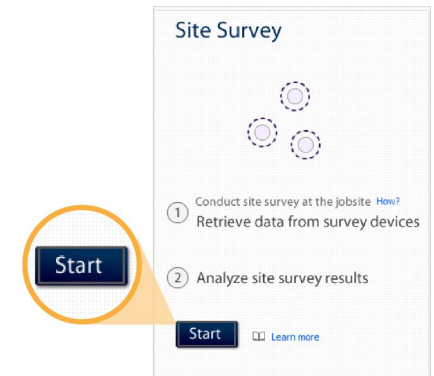 Site Survey
1 Conduct site survey at the jobsite How?
Retrieve data from survey devices
Start
2 Analyze site survey results
Start Learn more